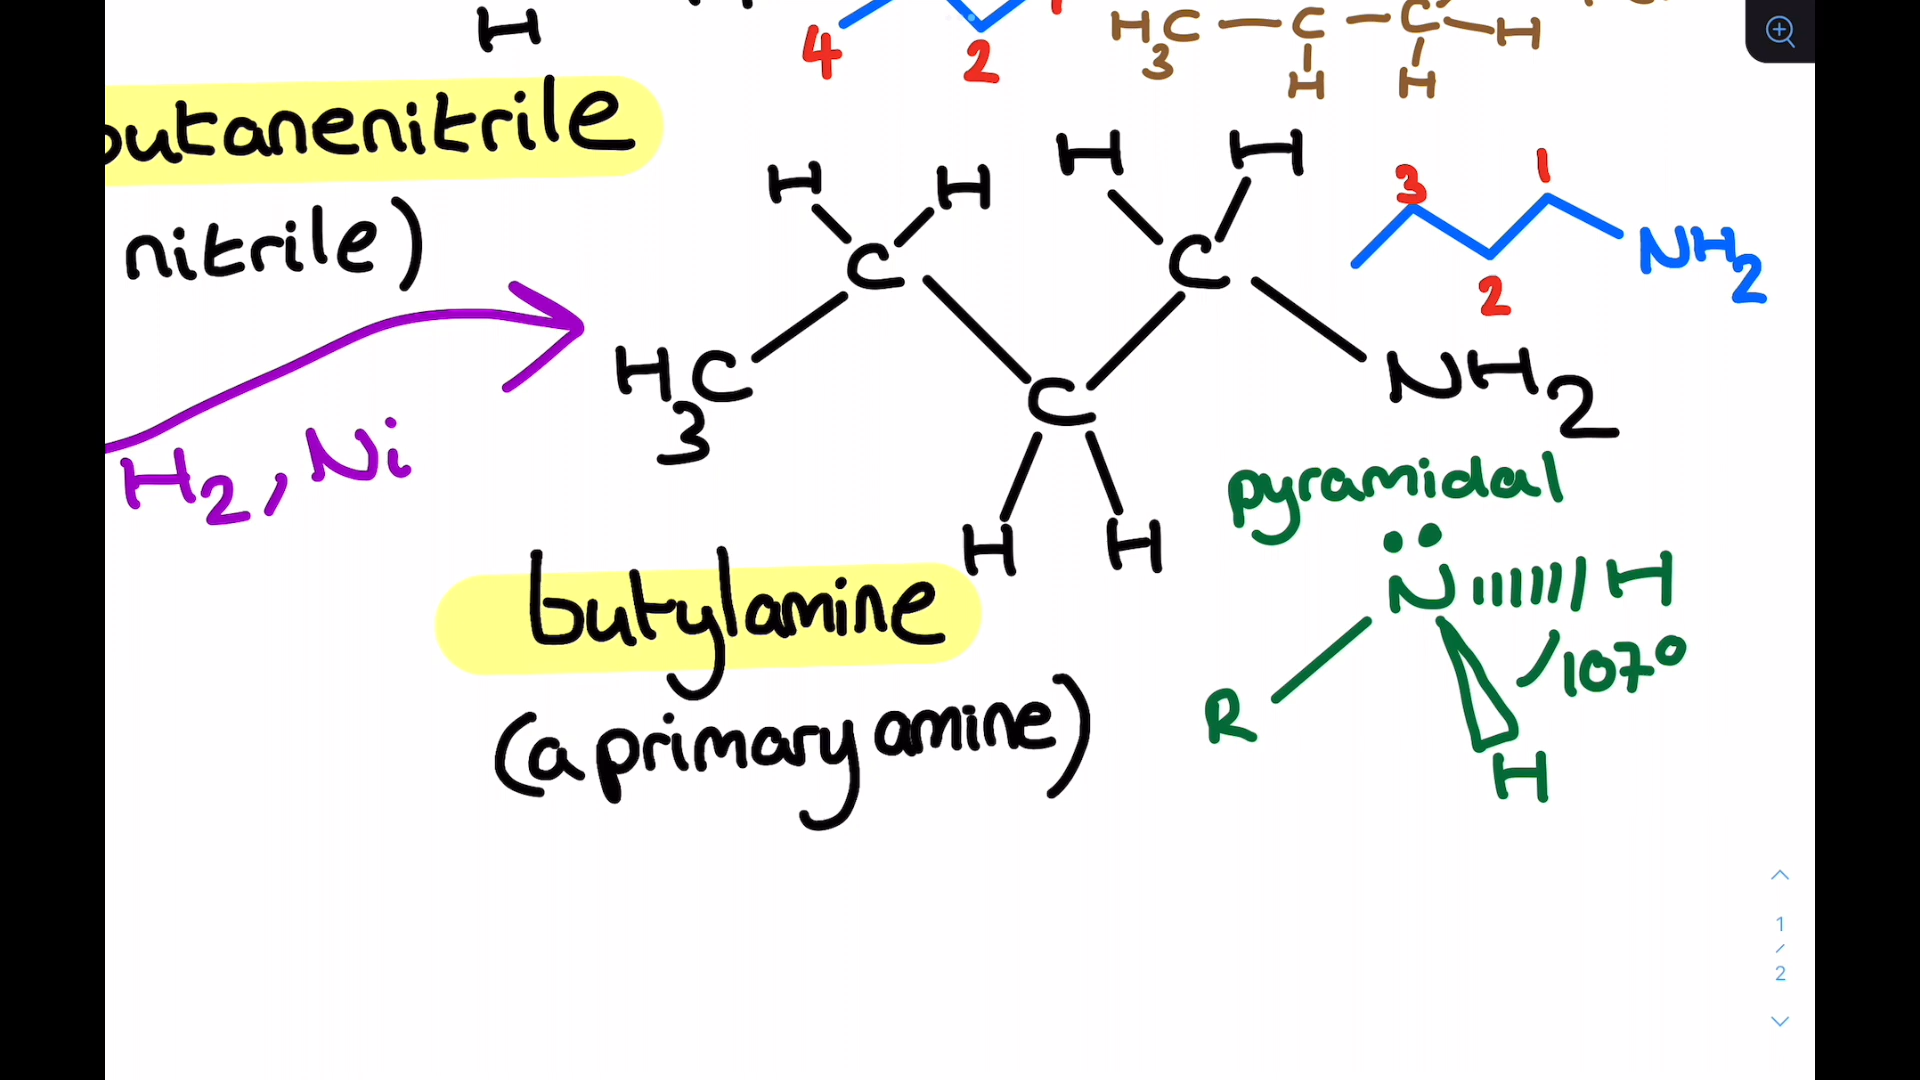 H
4 2
H3C — C — C — H
H H
butanenitrile
nitrile)
H2, Ni
H H H H
C C
H3C C NH2
H H
3 1
2
NH2
pyramidal
N H
R H
107°
butylamine
(a primary amine)
1
/
2